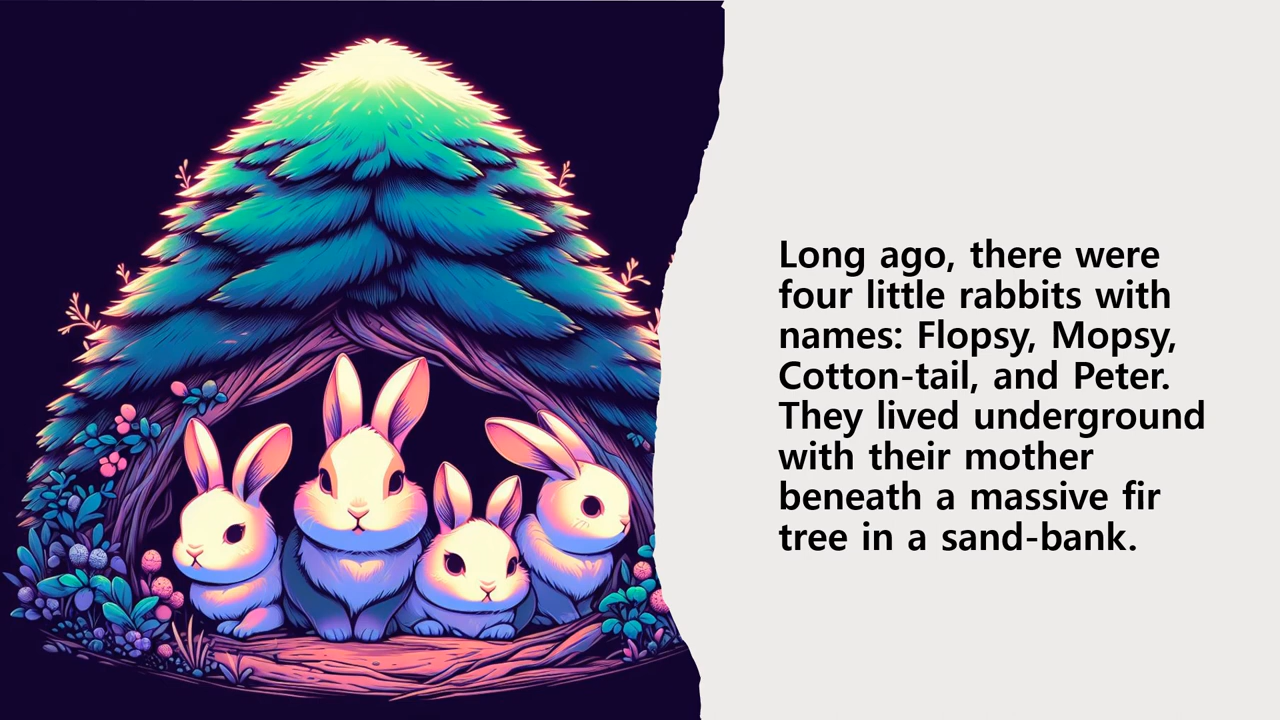 Long ago, there were
four little rabbits with
names: Flopsy, Mopsy,
Cotton-tail, and Peter.
They lived underground
with their mother
beneath a massive fir
tree in a sand-bank.